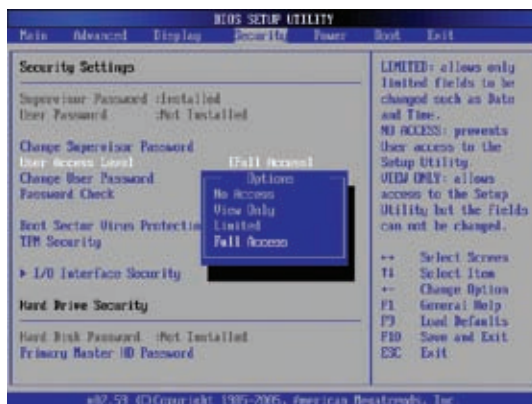 BIOS SETUP UTILITY
Main Advanced Display Security Power Boot Exit
Security Settings
Supervisor Password :Installed
User Password :Not Installed
Change Supervisor Password
User Access Level [Full Access]
Change User Password
Password Check
Boot Sector Virus Protectio
TPM Security
▶ I/O Interface Security
Hard Drive Security
Hard Disk Password :Not Installed
Primary Master HD Password
Options
No Access
View Only
Limited
Full Access
LIMITED: allows only
limited fields to be
changed such as Date
and Time.
NO ACCESS: prevents
User access to the
Setup Utility.
VIEW ONLY: allows
access to the Setup
Utility but the fields
can not be changed.
↔ Select Screen
↑↓ Select Item
+- Change Option
F1 General Help
F9 Load Defaults
F10 Save and Exit
ESC Exit
v02.59 (C)Copyright 1985-2005, American Megatrends, Inc.